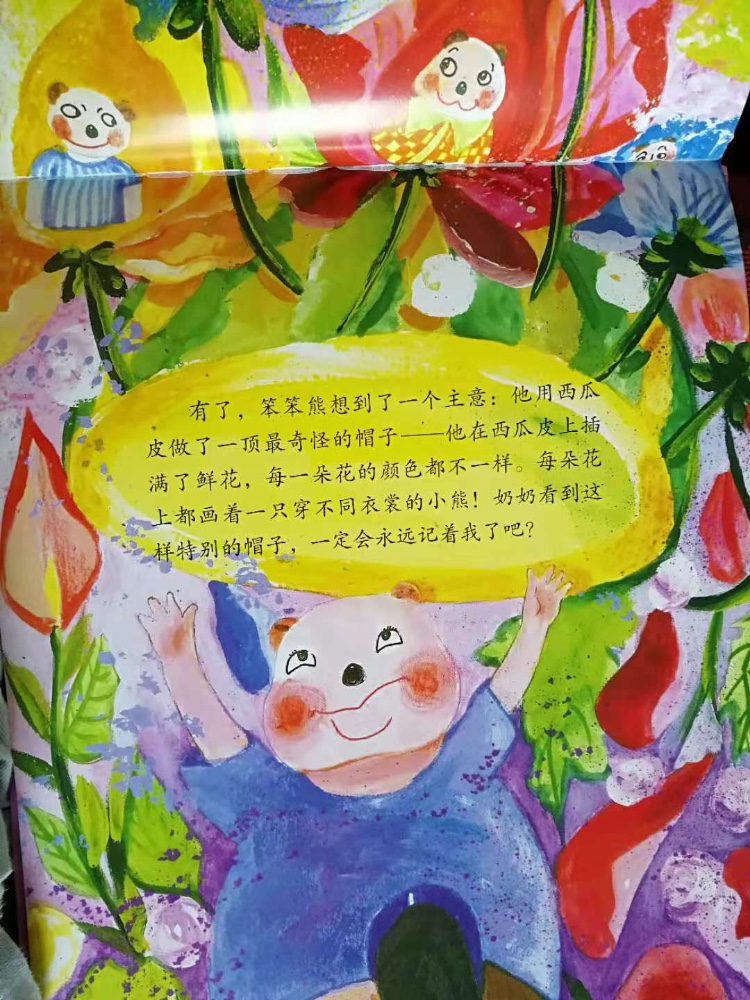 有了，笨笨熊想到了一个主意：他用西瓜
皮做了一顶最奇怪的帽子——他在西瓜皮上插
满了鲜花，每一朵花的颜色都不一样。每朵花
上都画着一只穿不同衣裳的小熊！奶奶看到这
样特别的帽子，一定会永远记着我了吧？